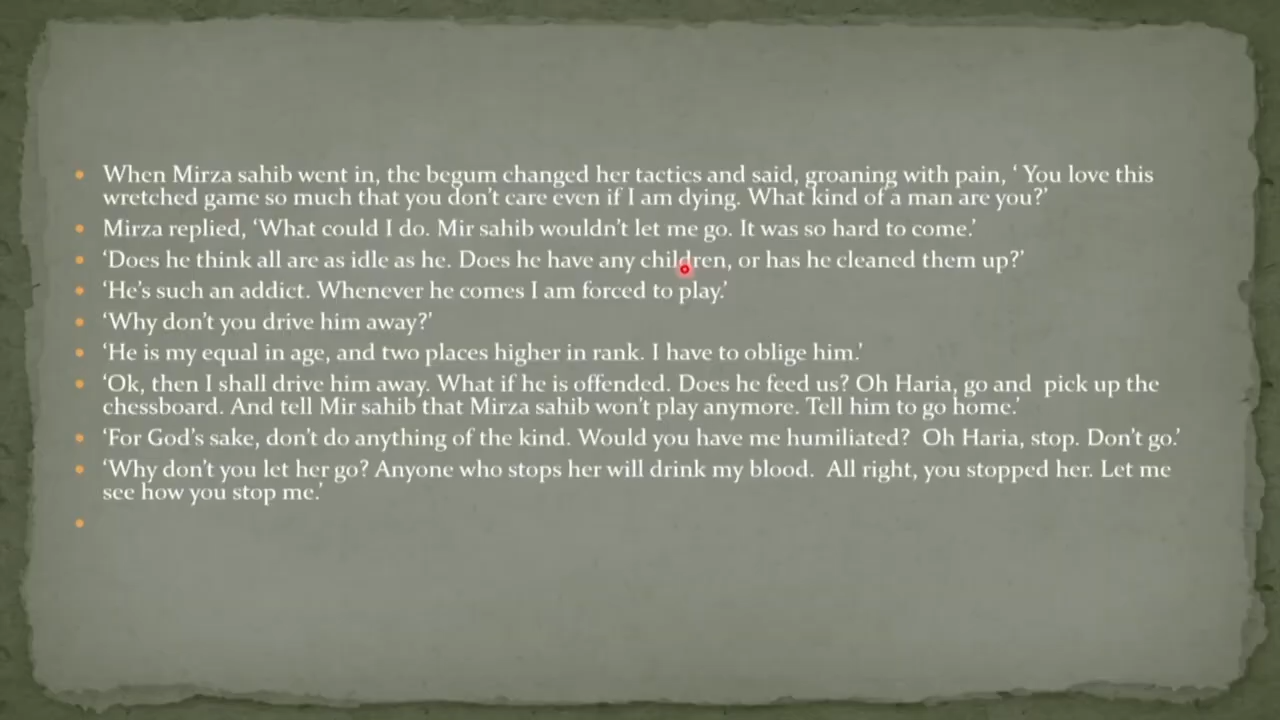 • When Mirza sahib went in, the begum changed her tactics and said, groaning with pain, ‘ You love this
wretched game so much that you don’t care even if I am dying. What kind of a man are you?’
• Mirza replied, ‘What could I do. Mir sahib wouldn’t let me go. It was so hard to come.’
• ‘Does he think all are as idle as he. Does he have any children, or has he cleaned them up?’
• ‘He’s such an addict. Whenever he comes I am forced to play.’
• ‘Why don’t you drive him away?’
• ‘He is my equal in age, and two places higher in rank. I have to oblige him.’
• ‘Ok, then I shall drive him away. What if he is offended. Does he feed us? Oh Haria, go and  pick up the
chessboard. And tell Mir sahib that Mirza sahib won’t play anymore. Tell him to go home.’
• ‘For God’s sake, don’t do anything of the kind. Would you have me humiliated?  Oh Haria, stop. Don’t go.’
• ‘Why don’t you let her go? Anyone who stops her will drink my blood.  All right, you stopped her. Let me
see how you stop me.’
•